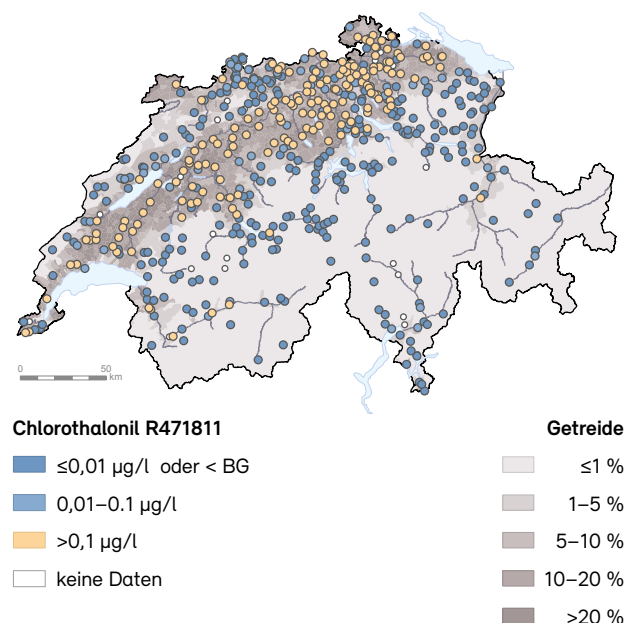 0 50
km
Chlorothalonil R471811
≤0,01 µg/l oder < BG
0,01–0.1 µg/l
>0,1 µg/l
keine Daten
Getreide
≤1 %
1–5 %
5–10 %
10–20 %
>20 %